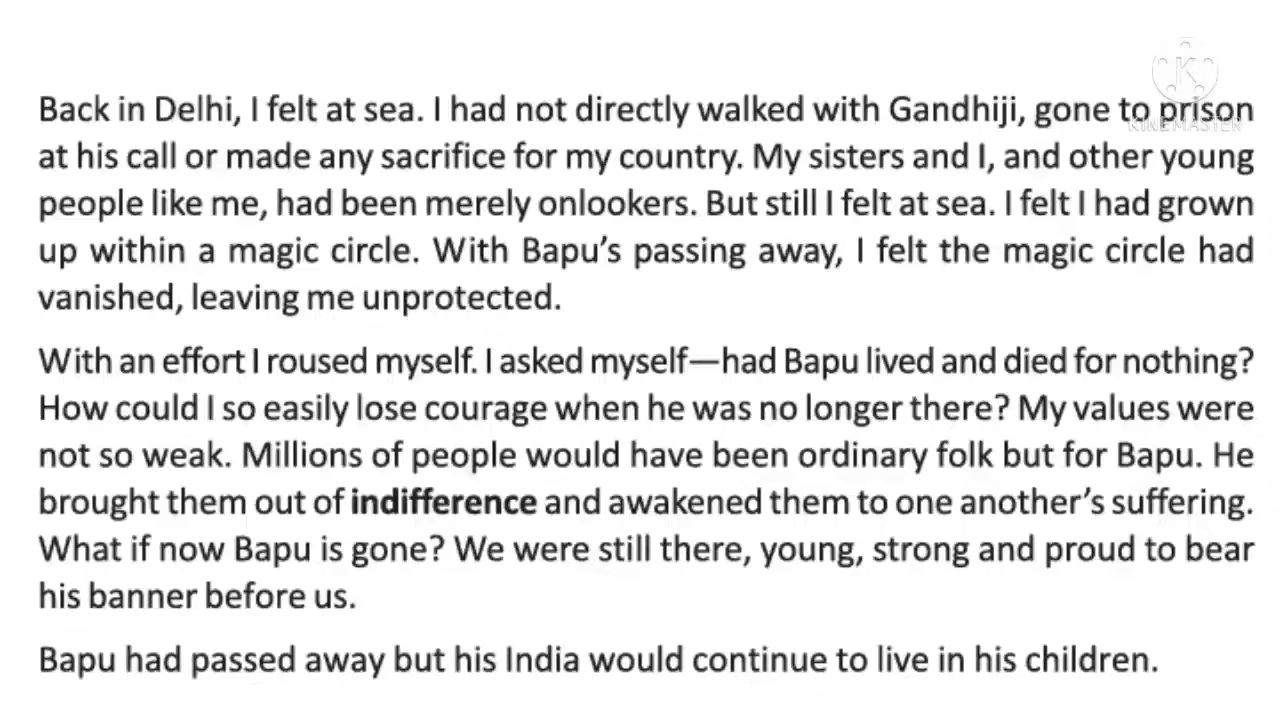 Back in Delhi, I felt at sea. I had not directly walked with Gandhiji, gone to prison
at his call or made any sacrifice for my country. My sisters and I, and other young
people like me, had been merely onlookers. But still I felt at sea. I felt I had grown
up within a magic circle. With Bapu’s passing away, I felt the magic circle had
vanished, leaving me unprotected.
With an effort I roused myself. I asked myself—had Bapu lived and died for nothing?
How could I so easily lose courage when he was no longer there? My values were
not so weak. Millions of people would have been ordinary folk but for Bapu. He
brought them out of indifference and awakened them to one another’s suffering.
What if now Bapu is gone? We were still there, young, strong and proud to bear
his banner before us.
Bapu had passed away but his India would continue to live in his children.
K
KINEMASTER